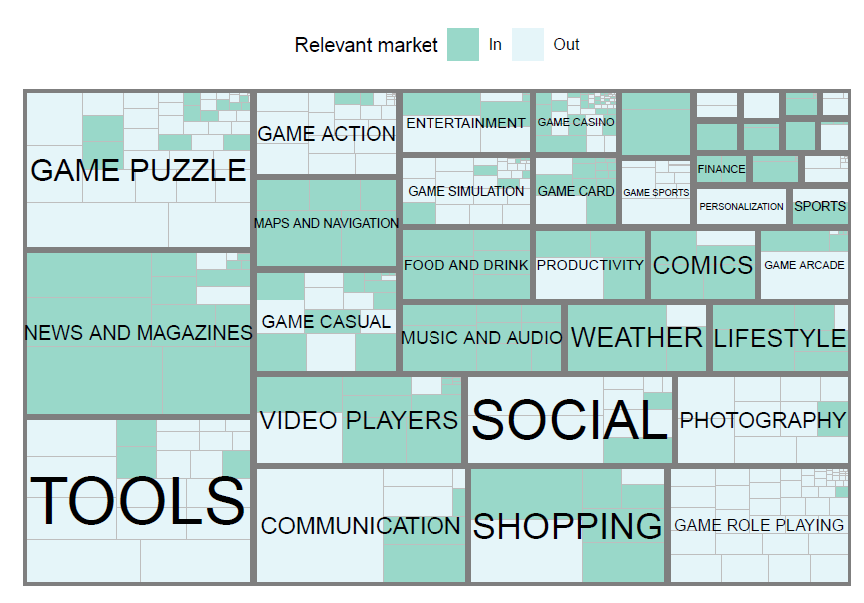 Relevant market In Out
GAME PUZZLE
GAME ACTION
ENTERTAINMENT
GAME CASINO
GAME SIMULATION
GAME CARD
GAME SPORTS
FINANCE
PERSONALIZATION
SPORTS
MAPS AND NAVIGATION
FOOD AND DRINK
PRODUCTIVITY
COMICS
GAME ARCADE
NEWS AND MAGAZINES
GAME CASUAL
MUSIC AND AUDIO
WEATHER
LIFESTYLE
VIDEO PLAYERS
SOCIAL
PHOTOGRAPHY
TOOLS
COMMUNICATION
SHOPPING
GAME ROLE PLAYING